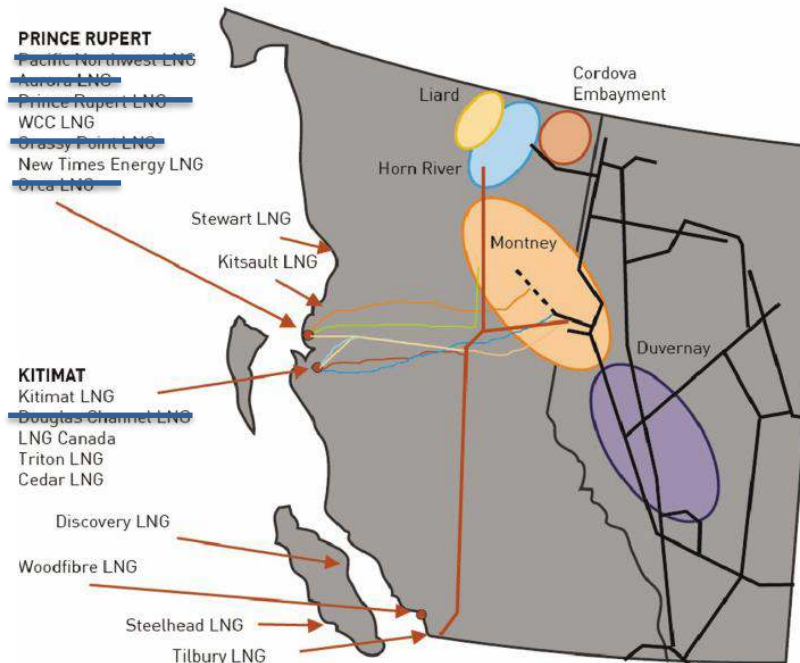 PRINCE RUPERT
Pacific Northwest LNG
Aurora LNG
Prince Rupert LNG
WCC LNG
Grassy Point LNG
New Times Energy LNG
Orca LNG
Stewart LNG
Kitsault LNG
KITIMAT
Kitimat LNG
Douglas Channel LNG
LNG Canada
Triton LNG
Cedar LNG
Discovery LNG
Woodfibre LNG
Steelhead LNG
Tilbury LNG
Liard
Cordova
Embayment
Horn River
Montney
Duvernay